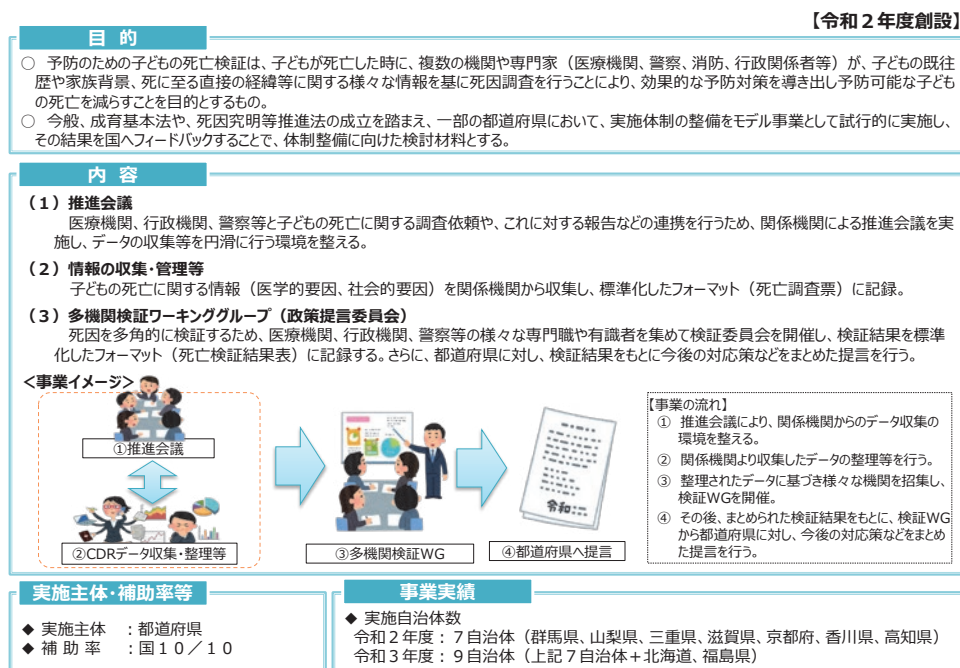 【令和２年度創設】
目 的
○　予防のための子どもの死亡検証は、子どもが死亡した時に、複数の機関や専門家（医療機関、警察、消防、行政関係者等）が、子どもの既往
歴や家族背景、死に至る直接の経緯等に関する様々な情報を基に死因調査を行うことにより、効果的な予防対策を導き出し予防可能な子ども
の死亡を減らすことを目的とするもの。
○　今般、成育基本法や、死因究明等推進法の成立を踏まえ、一部の都道府県において、実施体制の整備をモデル事業として試行的に実施し、
その結果を国へフィードバックすることで、体制整備に向けた検討材料とする。
内 容
（１）推進会議
医療機関、行政機関、警察等と子どもの死亡に関する調査依頼や、これに対する報告などの連携を行うため、関係機関による推進会議を実
施し、データの収集等を円滑に行う環境を整える。
（２）情報の収集・管理等
子どもの死亡に関する情報（医学的要因、社会的要因）を関係機関から収集し、標準化したフォーマット（死亡調査票）に記録。
（３）多機関検証ワーキンググループ（政策提言委員会）
死因を多角的に検証するため、医療機関、行政機関、警察等の様々な専門職や有識者を集めて検証委員会を開催し、検証結果を標準
化したフォーマット（死亡検証結果表）に記録する。さらに、都道府県に対し、検証結果をもとに今後の対応策などをまとめた提言を行う。
＜事業イメージ＞
①推進会議
②CDRデータ収集・整理等
③多機関検証WG
令和
④都道府県へ提言
【事業の流れ】
①　推進会議により、関係機関からのデータ収集の
環境を整える。
②　関係機関より収集したデータの整理等を行う。
③　整理されたデータに基づき様々な機関を招集し、
検証WGを開催。
④　その後、まとめられた検証結果をもとに、検証WG
から都道府県に対し、今後の対応策などをまとめ
た提言を行う。
実施主体・補助率等
◆ 実施主体　：都道府県
◆ 補 助 率　：国１０／１０
事業実績
◆ 実施自治体数
令和２年度：７自治体（群馬県、山梨県、三重県、滋賀県、京都府、香川県、高知県）
令和３年度：９自治体（上記７自治体＋北海道、福島県）